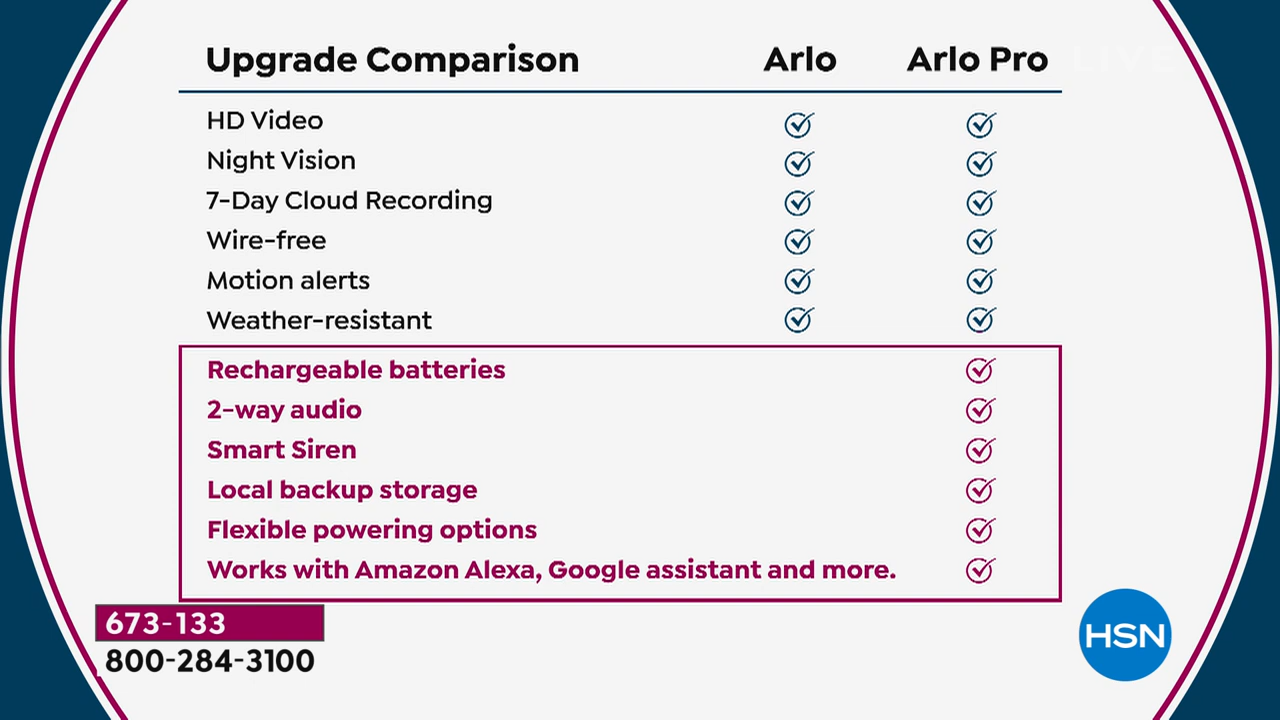 Upgrade Comparison Arlo Arlo Pro LIVE
HD Video
Night Vision
7-Day Cloud Recording
Wire-free
Motion alerts
Weather-resistant
Rechargeable batteries
2-way audio
Smart Siren
Local backup storage
Flexible powering options
Works with Amazon Alexa, Google assistant and more.
673-133
800-284-3100
HSN